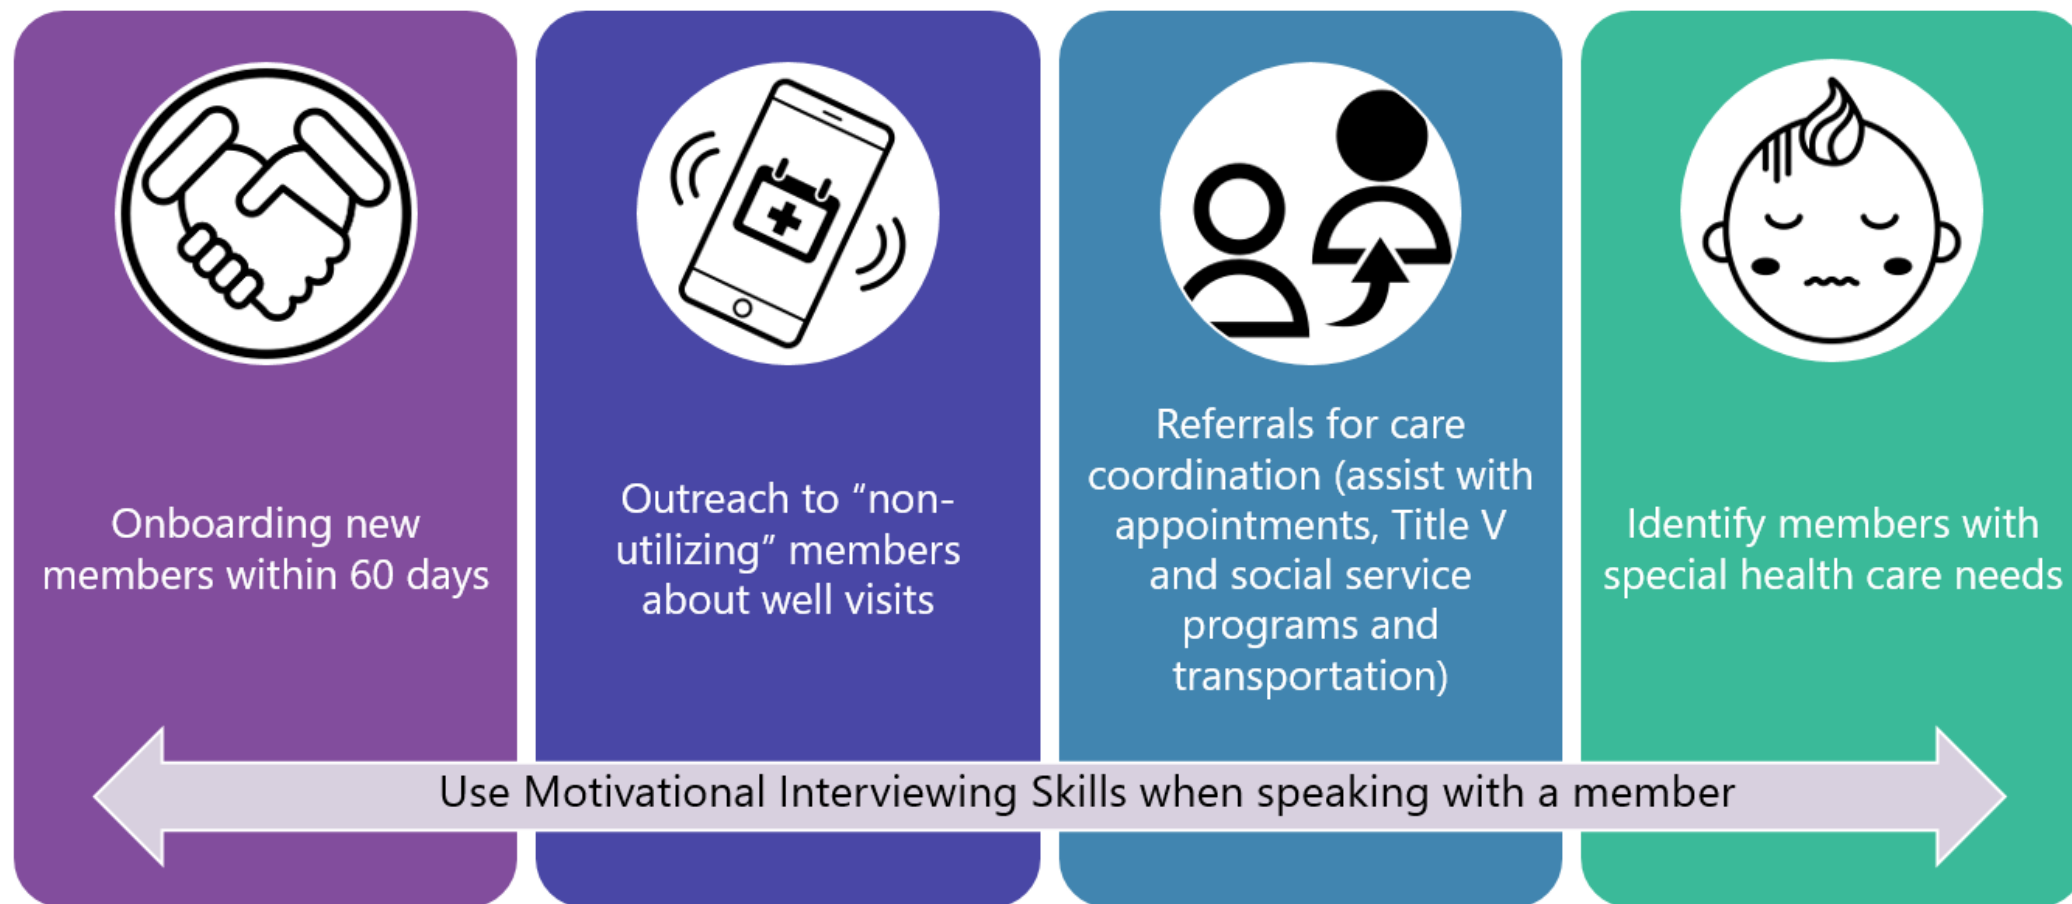 Onboarding new
members within 60 days
Outreach to “non-
utilizing” members
about well visits
Referrals for care
coordination (assist with
appointments, Title V
and social service
programs and
transportation)
Identify members with
special health care needs
Use Motivational Interviewing Skills when speaking with a member